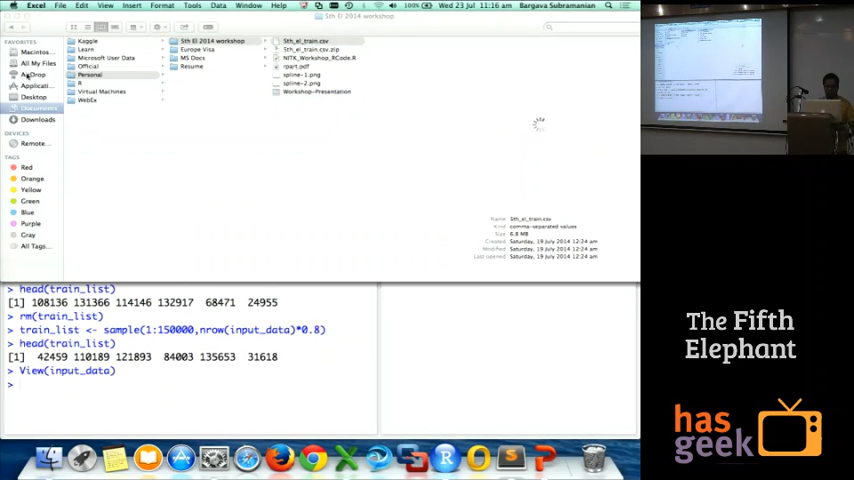 Excel File Edit View Insert Format Tools Data Window Help 100% Wed 23 Jul 11:16 am Bargava Subramanian
5th El 2014 workshop
FAVORITES
Macintos...
All My Files
AirDrop
Applicati...
Desktop
Documents
Downloads
DEVICES
Remote...
TAGS
Red
Orange
Yellow
Green
Blue
Purple
Gray
All Tags...
Kaggle
Learn
Microsoft User Data
Official
Personal
R
Virtual Machines
WebEx
5th El 2014 workshop
Europe Visa
MS Docs
Resume
5th_el_train.csv
5th_el_train.csv.zip
NITK_Workshop_RCode.R
rpart.pdf
spline-1.png
spline-2.png
Workshop-Presentation
Name 5th_el_train.csv
Kind comma-separated values
Size 6.8 MB
Created Saturday, 19 July 2014 12:24 am
Modified Saturday, 19 July 2014 12:24 am
Last opened Saturday, 19 July 2014 12:24 am
> head(train_list)
[1] 108136 131366 114146 132917 68471 24955
> rm(train_list)
> train_list <- sample(1:150000,nrow(input_data)*0.8)
> head(train_list)
[1] 42459 110189 121893 84003 135653 31618
> View(input_data)
>
The Fifth
Elephant
has
geek